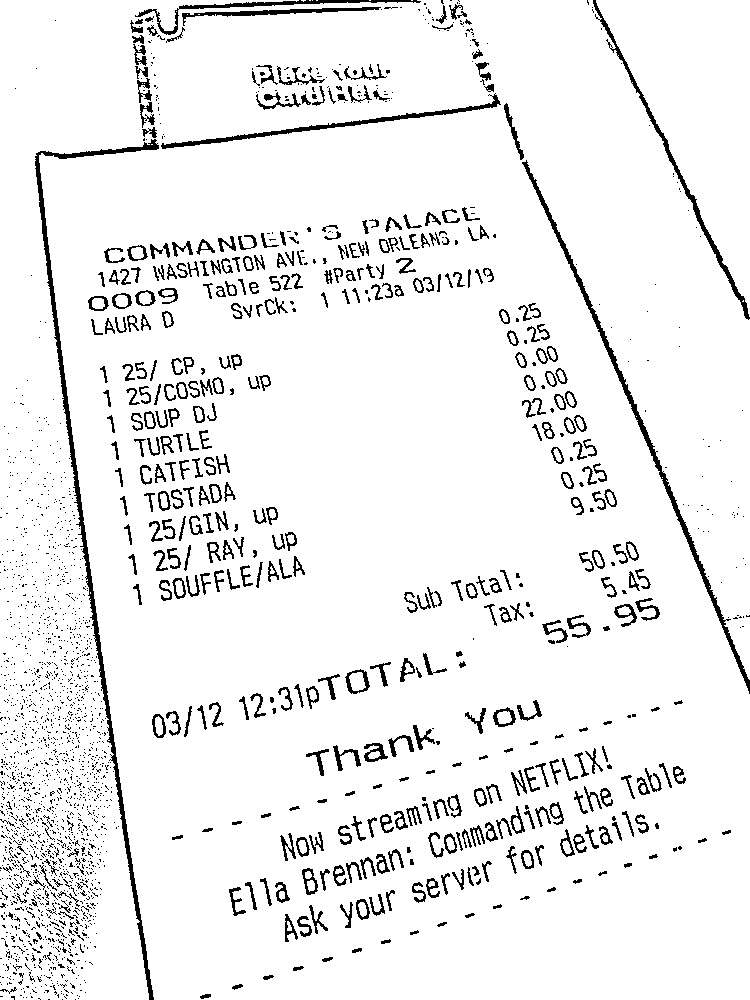 Place Your
Card Here
COMMANDER'S PALACE
1427 WASHINGTON AVE., NEW ORLEANS, LA.
0009 Table 522 #Party 2
LAURA D SvrCk: 1 11:23a 03/12/19
1 25/ CP, up 0.25
1 25/COSMO, up 0.25
1 SOUP DJ 0.00
1 TURTLE 0.00
1 CATFISH 22.00
1 TOSTADA 18.00
1 25/GIN, up 0.25
1 25/ RAY, up 0.25
1 SOUFFLE/ALA 9.50
Sub Total: 50.50
Tax: 5.45
03/12 12:31pTOTAL: 55.95
Thank You
Now streaming on NETFLIX!
Ella Brennan: Commanding the Table
Ask your server for details.